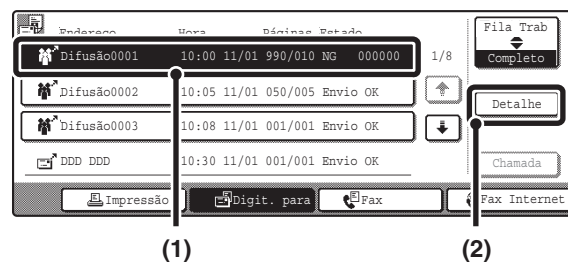 Endereço Hora Páginas Estado
Difusão0001 10:00 11/01 990/010 NG 000000
Difusão0002 10:05 11/01 050/005 Envio OK
Difusão0003 10:08 11/01 001/001 Envio OK
DDD DDD 10:30 11/01 001/001 Envio OK
1/8
Fila Trab
Completo
Detalhe
Chamada
Impressão Digit. para Fax Fax Internet
(1) (2)